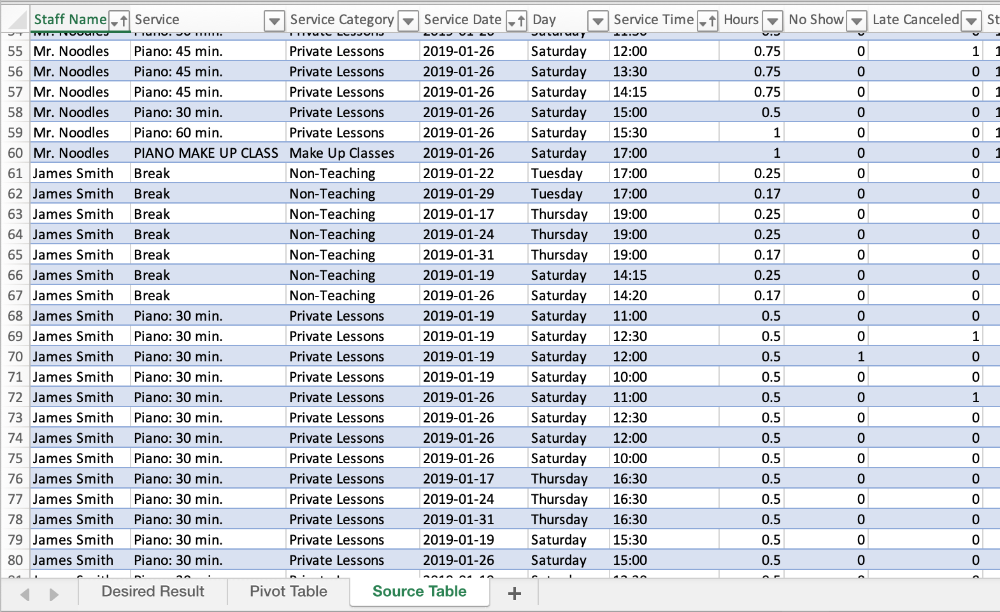 Staff Name Service Service Category Service Date Day Service Time Hours No Show Late Canceled St
54 Mr. Noodles Piano: 30 min. Private Lessons 2019-01-26 Saturday 11:30 0.5 0 0
55 Mr. Noodles Piano: 45 min. Private Lessons 2019-01-26 Saturday 12:00 0.75 0 1 1
56 Mr. Noodles Piano: 45 min. Private Lessons 2019-01-26 Saturday 13:30 0.75 0 0 1
57 Mr. Noodles Piano: 45 min. Private Lessons 2019-01-26 Saturday 14:15 0.75 0 0 1
58 Mr. Noodles Piano: 30 min. Private Lessons 2019-01-26 Saturday 15:00 0.5 0 0 1
59 Mr. Noodles Piano: 60 min. Private Lessons 2019-01-26 Saturday 15:30 1 0 0 1
60 Mr. Noodles PIANO MAKE UP CLASS Make Up Classes 2019-01-26 Saturday 17:00 1 0 0 1
61 James Smith Break Non-Teaching 2019-01-22 Tuesday 17:00 0.25 0 0
62 James Smith Break Non-Teaching 2019-01-29 Tuesday 17:00 0.17 0 0
63 James Smith Break Non-Teaching 2019-01-17 Thursday 19:00 0.25 0 0
64 James Smith Break Non-Teaching 2019-01-24 Thursday 19:00 0.25 0 0
65 James Smith Break Non-Teaching 2019-01-31 Thursday 19:00 0.17 0 0
66 James Smith Break Non-Teaching 2019-01-19 Saturday 14:15 0.25 0 0
67 James Smith Break Non-Teaching 2019-01-26 Saturday 14:20 0.17 0 0
68 James Smith Piano: 30 min. Private Lessons 2019-01-19 Saturday 11:00 0.5 0 0
69 James Smith Piano: 30 min. Private Lessons 2019-01-19 Saturday 12:30 0.5 0 1
70 James Smith Piano: 30 min. Private Lessons 2019-01-19 Saturday 12:00 0.5 1 0
71 James Smith Piano: 30 min. Private Lessons 2019-01-19 Saturday 10:00 0.5 0 0
72 James Smith Piano: 30 min. Private Lessons 2019-01-26 Saturday 11:00 0.5 0 1
73 James Smith Piano: 30 min. Private Lessons 2019-01-26 Saturday 12:30 0.5 0 0
74 James Smith Piano: 30 min. Private Lessons 2019-01-26 Saturday 12:00 0.5 0 0
75 James Smith Piano: 30 min. Private Lessons 2019-01-26 Saturday 10:00 0.5 0 0
76 James Smith Piano: 30 min. Private Lessons 2019-01-17 Thursday 16:30 0.5 0 0
77 James Smith Piano: 30 min. Private Lessons 2019-01-24 Thursday 16:30 0.5 0 0
78 James Smith Piano: 30 min. Private Lessons 2019-01-31 Thursday 16:30 0.5 0 0
79 James Smith Piano: 30 min. Private Lessons 2019-01-19 Saturday 15:30 0.5 0 0
80 James Smith Piano: 30 min. Private Lessons 2019-01-26 Saturday 15:00 0.5 0 0
Desired Result Pivot Table Source Table +